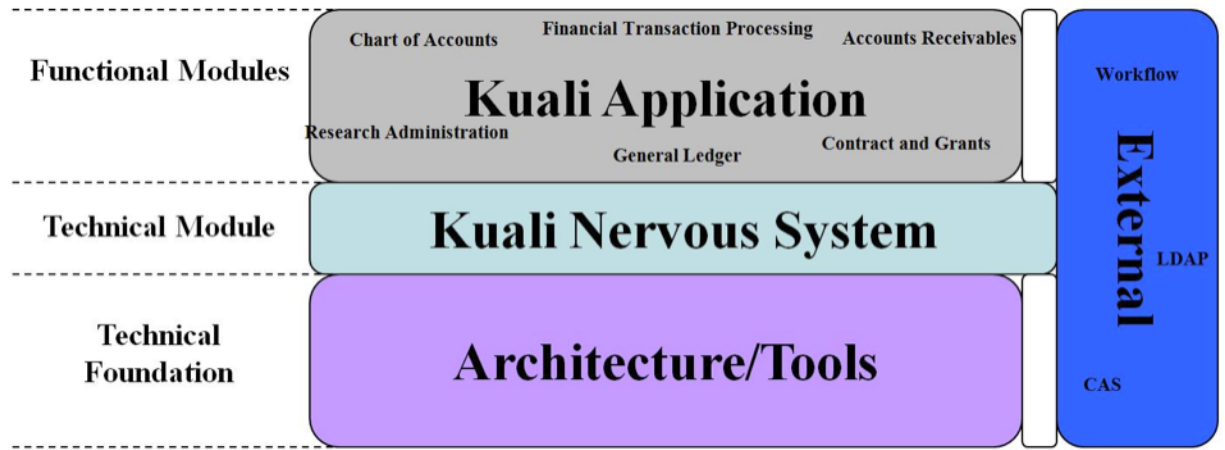 Functional Modules
Chart of Accounts
Financial Transaction Processing
Accounts Receivables
Kuali Application
Research Administration
General Ledger
Contract and Grants
Technical Module
Kuali Nervous System
Technical
Foundation
Architecture/Tools
Workflow
External
LDAP
CAS